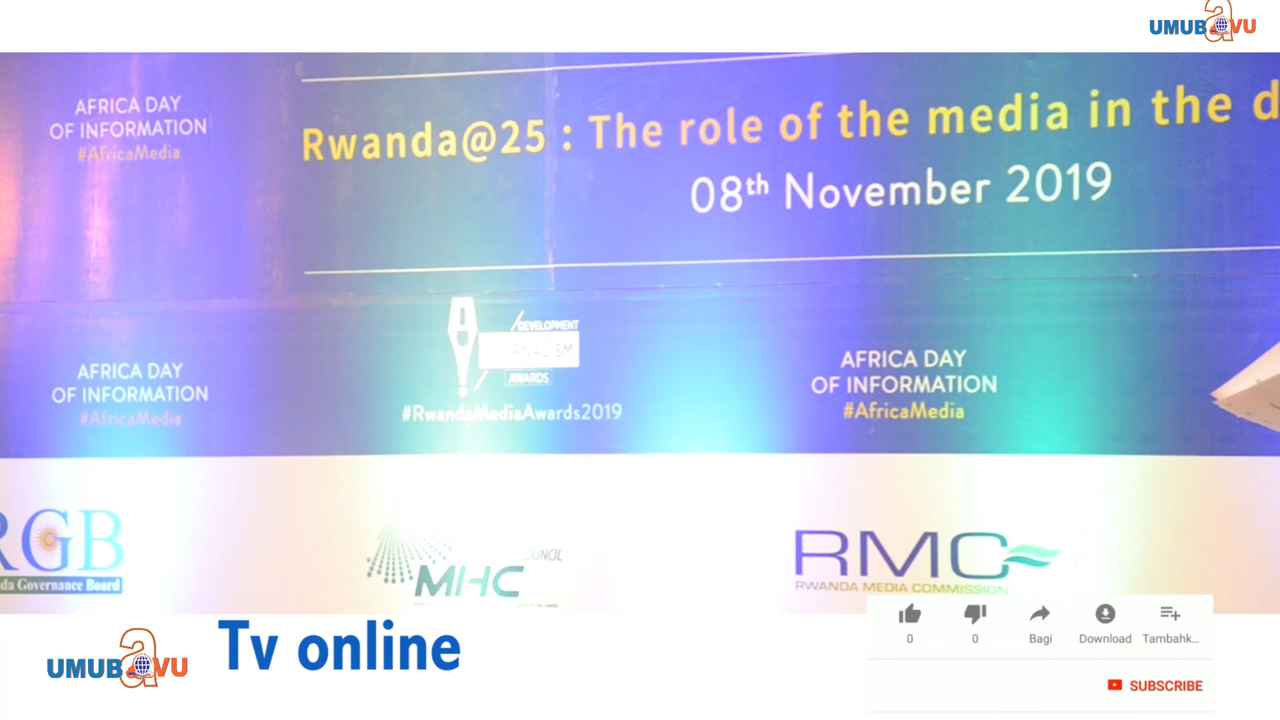 UMUBaVU
AFRICA DAY
OF INFORMATION
#AfricaMedia
Rwanda@25 : The role of the media in the d
08th November 2019
AFRICA DAY
OF INFORMATION
#AfricaMedia
DEVELOPMENT
AWARDS
#RwandaMediaAwards2019
AFRICA DAY
OF INFORMATION
#AfricaMedia
RGB
da Governance Board
MHC
RMC
RWANDA MEDIA COMMISSION
UMUBaVU
Tv online
0
0
Bagi
Download
Tambahk...
SUBSCRIBE